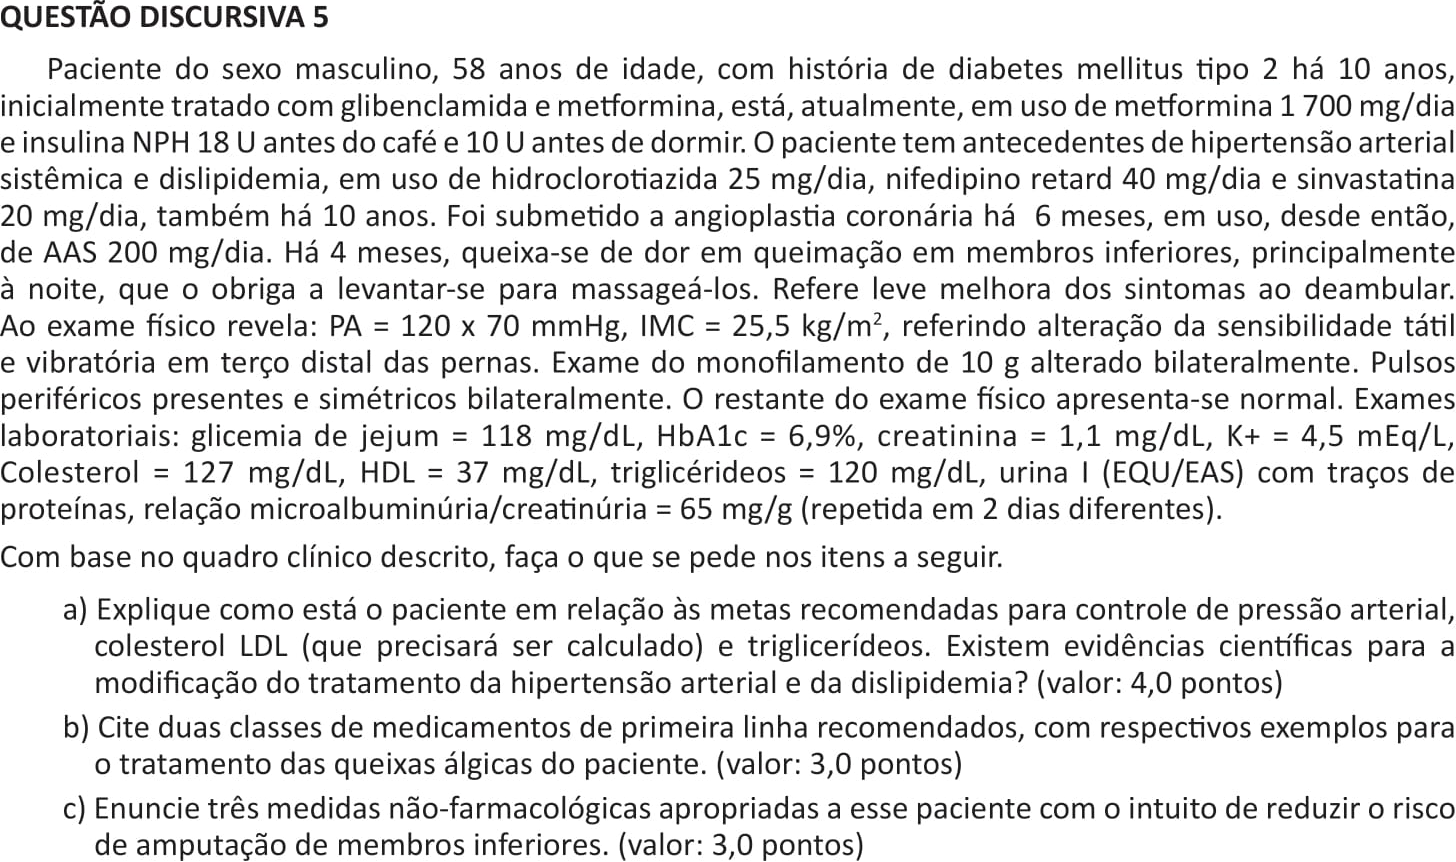 QUESTÃO DISCURSIVA 5
Paciente do sexo masculino, 58 anos de idade, com história de diabetes mellitus tipo 2 há 10 anos,
inicialmente tratado com glibenclamida e metformina, está, atualmente, em uso de metformina 1 700 mg/dia
e insulina NPH 18 U antes do café e 10 U antes de dormir. O paciente tem antecedentes de hipertensão arterial
sistêmica e dislipidemia, em uso de hidroclorotiazida 25 mg/dia, nifedipino retard 40 mg/dia e sinvastatina
20 mg/dia, também há 10 anos. Foi submetido a angioplastia coronária há 6 meses, em uso, desde então,
de AAS 200 mg/dia. Há 4 meses, queixa-se de dor em queimação em membros inferiores, principalmente
à noite, que o obriga a levantar-se para massageá-los. Refere leve melhora dos sintomas ao deambular.
Ao exame físico revela: PA = 120 x 70 mmHg, IMC = 25,5 kg/m², referindo alteração da sensibilidade tátil
e vibratória em terço distal das pernas. Exame do monofilamento de 10 g alterado bilateralmente. Pulsos
periféricos presentes e simétricos bilateralmente. O restante do exame físico apresenta-se normal. Exames
laboratoriais: glicemia de jejum = 118 mg/dL, HbA1c = 6,9%, creatinina = 1,1 mg/dL, K+ = 4,5 mEq/L,
Colesterol = 127 mg/dL, HDL = 37 mg/dL, triglicérideos = 120 mg/dL, urina I (EQU/EAS) com traços de
proteínas, relação microalbuminúria/creatinúria = 65 mg/g (repetida em 2 dias diferentes).
Com base no quadro clínico descrito, faça o que se pede nos itens a seguir.
a) Explique como está o paciente em relação às metas recomendadas para controle de pressão arterial,
colesterol LDL (que precisará ser calculado) e triglicerídeos. Existem evidências científicas para a
modificação do tratamento da hipertensão arterial e da dislipidemia? (valor: 4,0 pontos)
b) Cite duas classes de medicamentos de primeira linha recomendados, com respectivos exemplos para
o tratamento das queixas álgicas do paciente. (valor: 3,0 pontos)
c) Enuncie três medidas não-farmacológicas apropriadas a esse paciente com o intuito de reduzir o risco
de amputação de membros inferiores. (valor: 3,0 pontos)